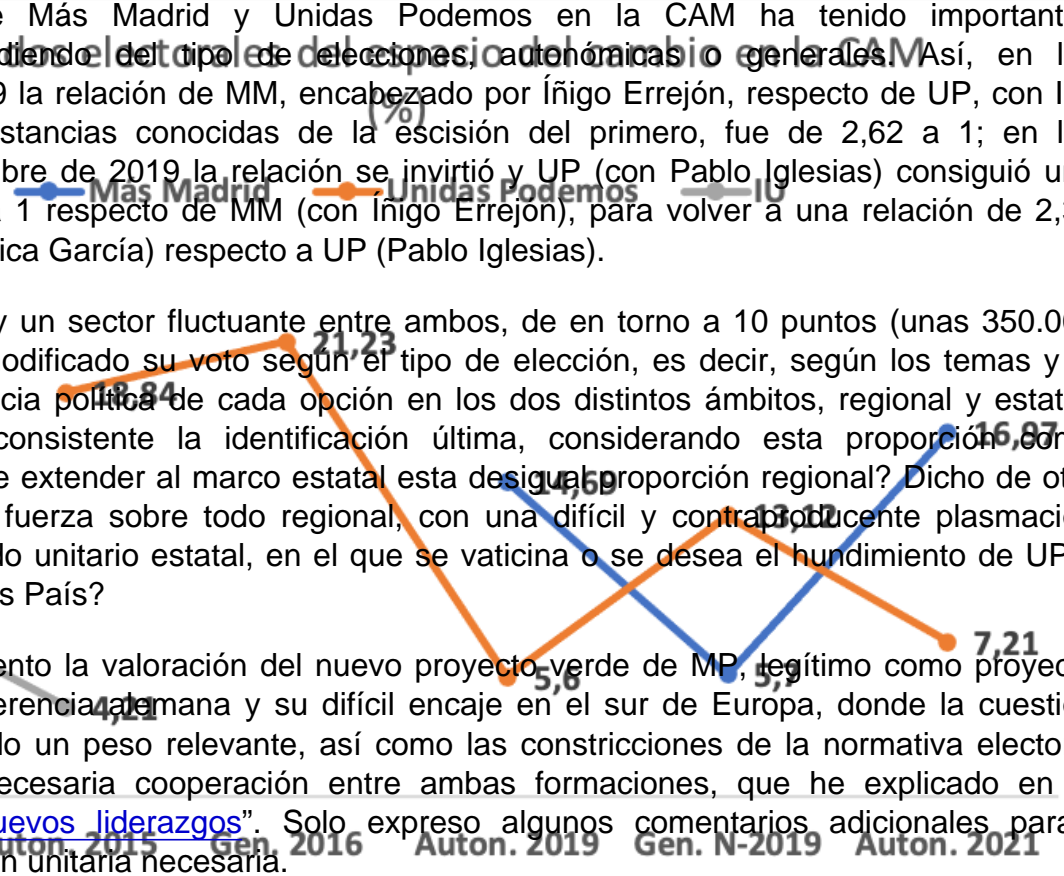 Más Madrid y Unidas Podemos en la CAM ha tenido
diendo del tipo de elecciones, autonómicas o generales. Así, en
electorales del espacio del cambio en la CAM
9 la relación de MM, encabezado por Íñigo Errejón, respecto de UP, con
(%)
stancias conocidas de la escisión del primero, fue de 2,62 a 1; en
bre de 2019 la relación se invirtió y UP (con Pablo Iglesias) consiguió
Más Madrid Unidas Podemos IU
1 respecto de MM (con Íñigo Errejón), para volver a una relación de
ica García) respecto a UP (Pablo Iglesias).
y un sector fluctuante entre ambos, de en torno a 10 puntos (unas
21,23
odificado su voto según el tipo de elección, es decir, según los temas y
18,84
cia política de cada opción en los dos distintos ámbitos, regional y
16,97
consistente la identificación última, considerando esta proporción
e extender al marco estatal esta desigual proporción regional? Dicho de
14,69
fuerza sobre todo regional, con una difícil y contraproducente
13,12
do unitario estatal, en el que se vaticina o se desea el hundimiento de UP
s País?
7,21
ento la valoración del nuevo proyecto verde de MP, legítimo como
5,6
4,21
erencia alemana y su difícil encaje en el sur de Europa, donde la
do un peso relevante, así como las constricciones de la normativa
ecesaria cooperación entre ambas formaciones, que he explicado en
uevos liderazgos”. Solo expreso algunos comentarios adicionales
Auton. 2015 Gen. 2016 Auton. 2019 Gen. N-2019 Auton. 2021
n unitaria necesaria.